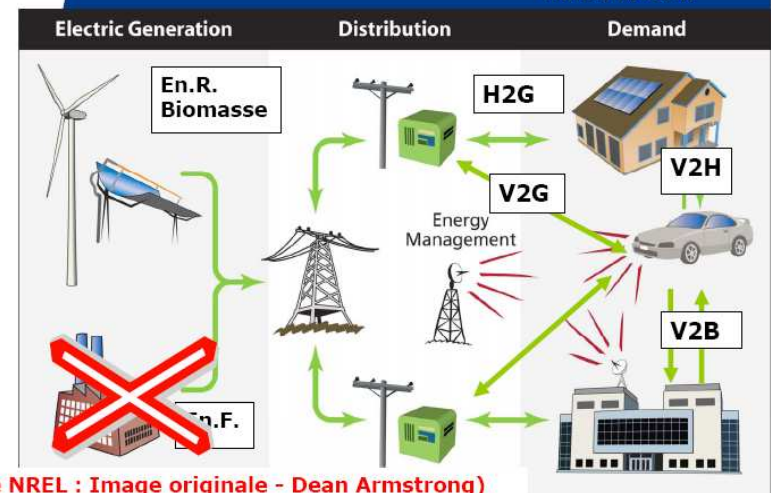 Electric Generation
Distribution
Demand
En.R.
Biomasse
H2G
V2H
V2G
Energy
Management
V2B
NREL : Image originale - Dean Armstrong)